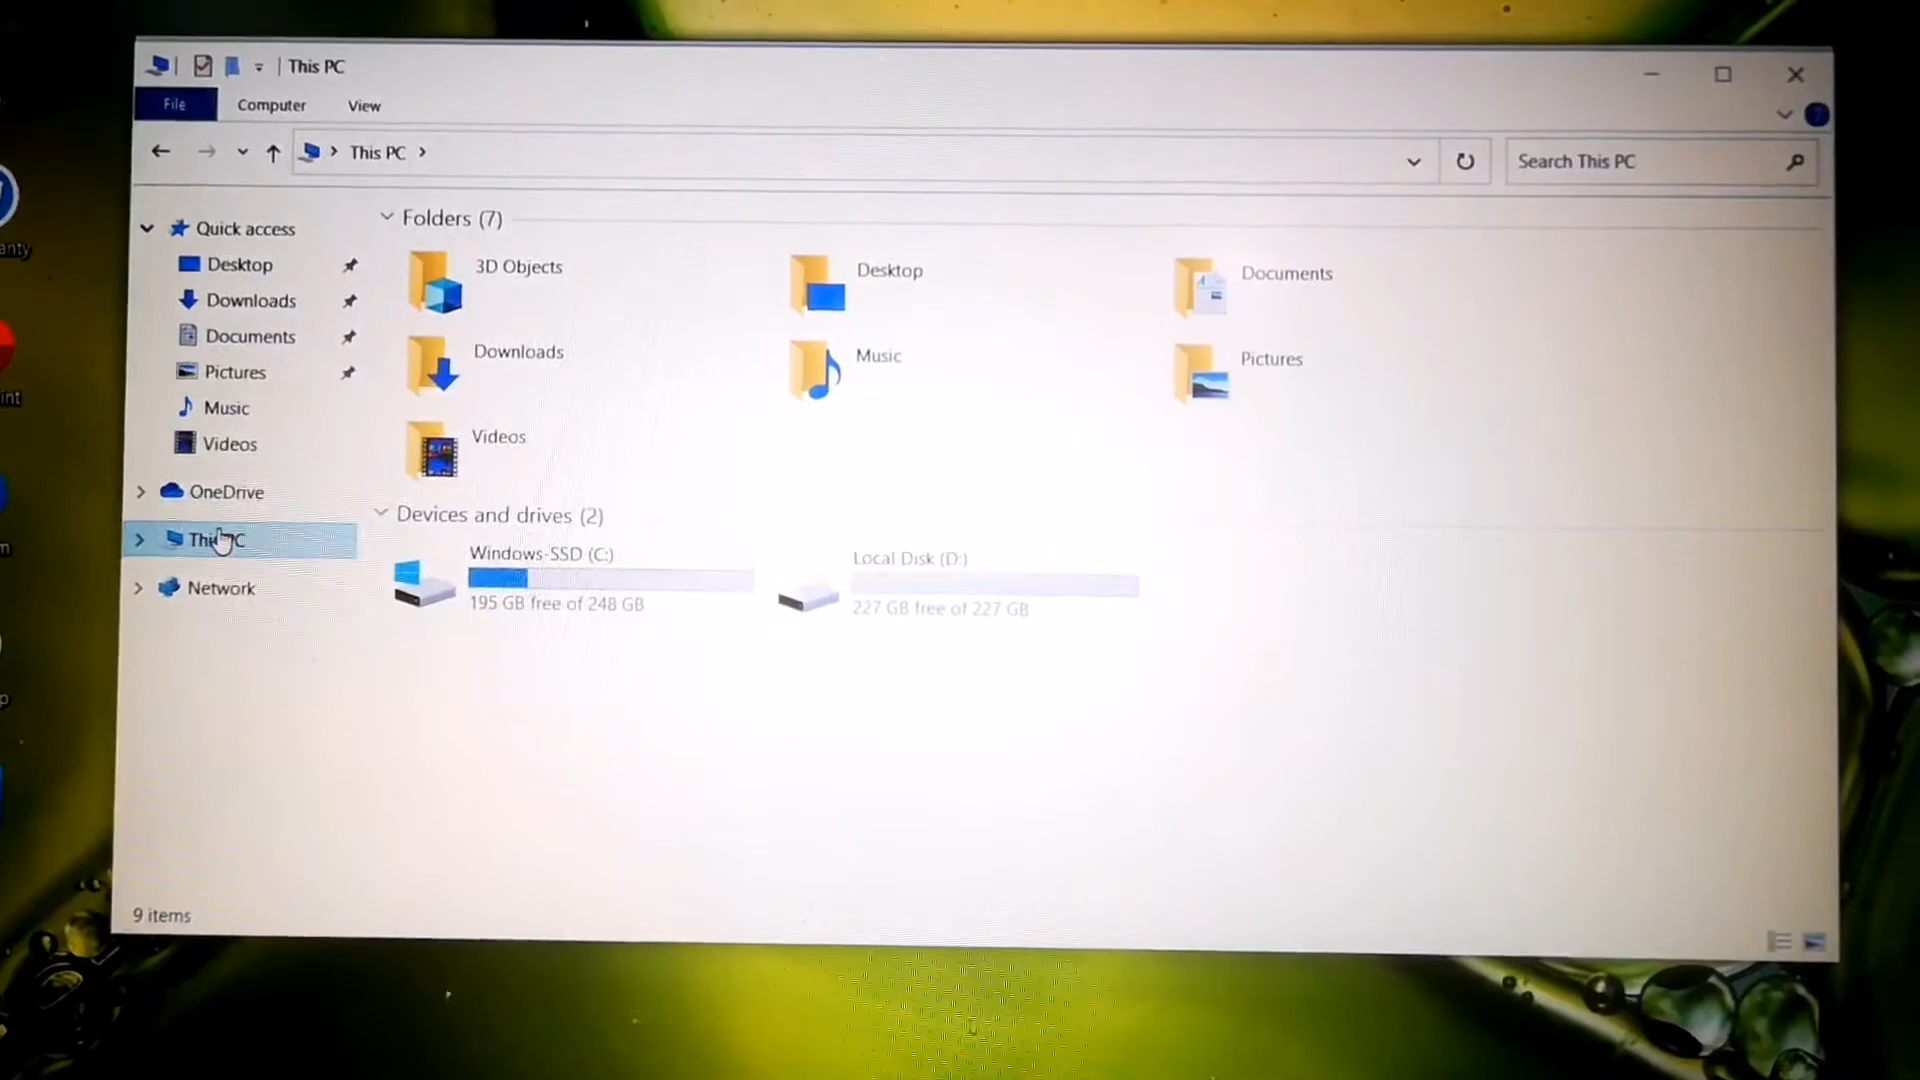 This PC
File
Computer
View
This PC
Search This PC
Quick access
Desktop
Downloads
Documents
Pictures
Music
Videos
OneDrive
Network
Folders (7)
3D Objects
Desktop
Documents
Downloads
Music
Pictures
Videos
Devices and drives (2)
Windows-SSD (C:)
195 GB free of 248 GB
Local Disk (D:)
227 GB free of 227 GB
9 items